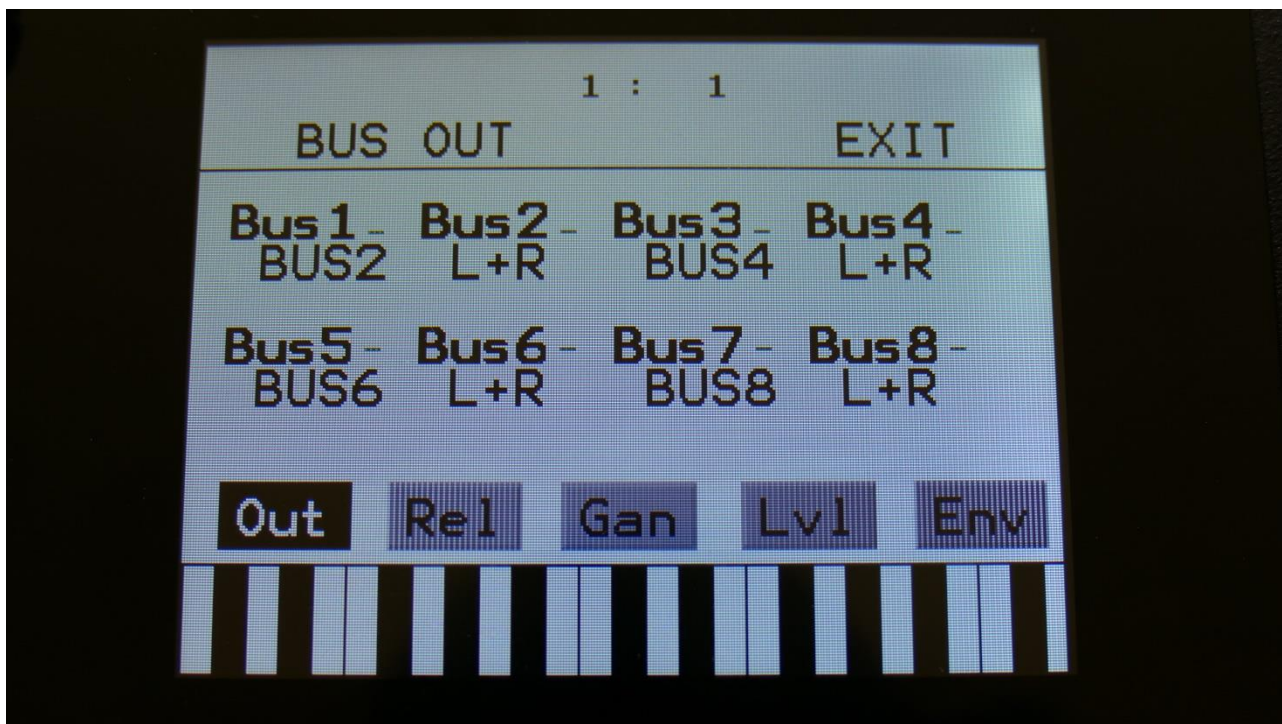 1 : 1
BUS OUT EXIT
Bus1- Bus2- Bus3- Bus4-
BUS2 L+R BUS4 L+R
Bus5- Bus6- Bus7- Bus8-
BUS6 L+R BUS8 L+R
Out Rel Gan Lvl Env